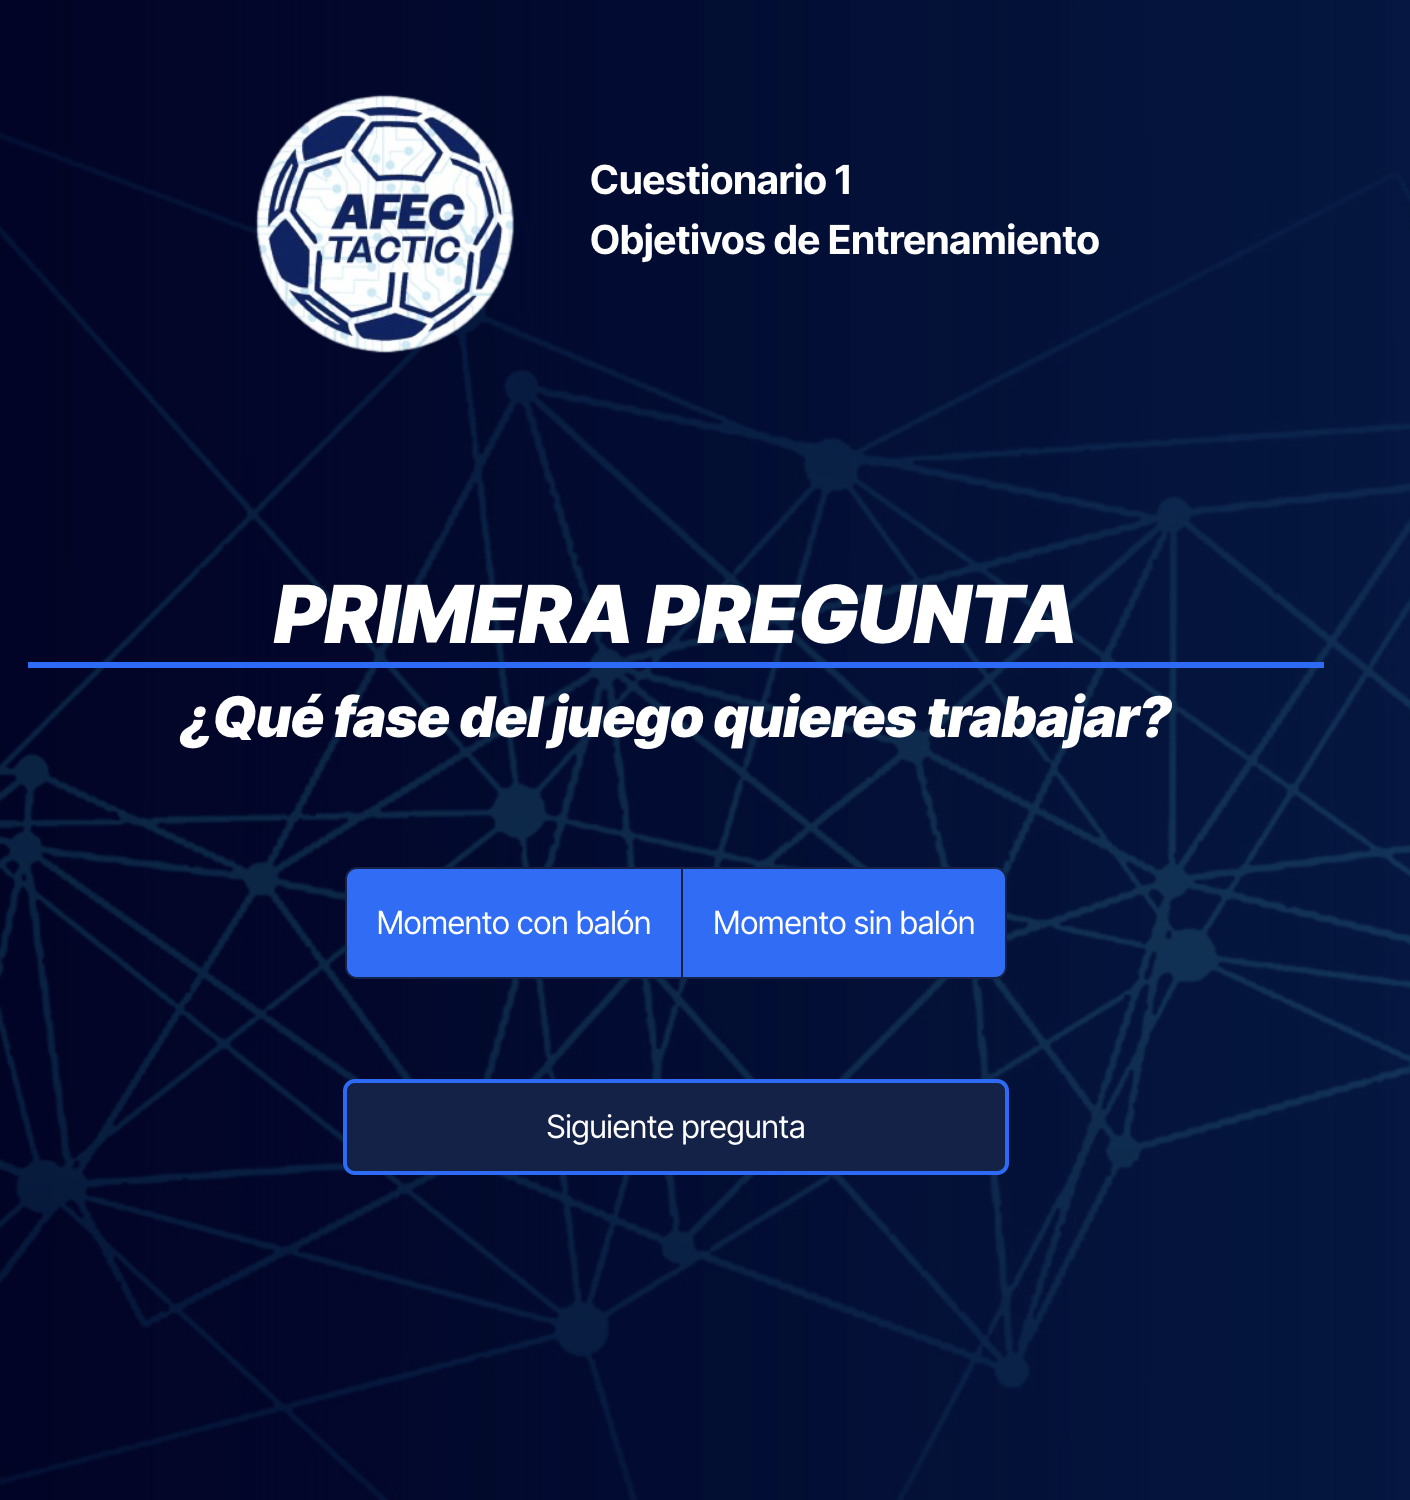 AFEC
TACTIC
Cuestionario 1
Objetivos de Entrenamiento
PRIMERA PREGUNTA
¿Qué fase del juego quieres trabajar?
Momento con balón
Momento sin balón
Siguiente pregunta